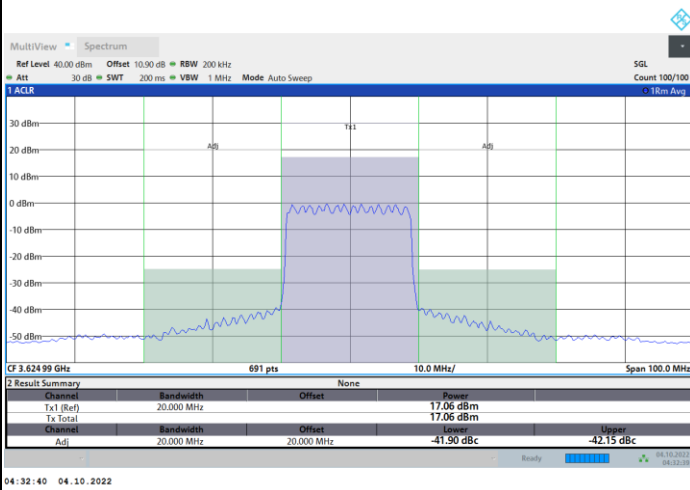 MultiView Spectrum
Ref Level 40.00 dBm Offset 10.90 dB RBW 200 kHz SGL
Att 30 dB SWT 200 ms VBW 1 MHz Mode Auto Sweep Count 100/100
1 ACLR 1Rm Avg
30 dBm
Tx1
20 dBm Adj Adj
10 dBm
0 dBm
-10 dBm
-20 dBm
-30 dBm
-40 dBm
-50 dBm
CF 3.624 99 GHz 691 pts 10.0 MHz/ Span 100.0 MHz
2 Result Summary None
Channel Bandwidth Offset Power
Tx1 (Ref) 20.000 MHz 17.06 dBm
Tx Total 17.06 dBm
Channel Bandwidth Offset Lower Upper
Adj 20.000 MHz 20.000 MHz -41.90 dBc -42.15 dBc
Ready 04.10.2022
04:32:39
04:32:40 04.10.2022